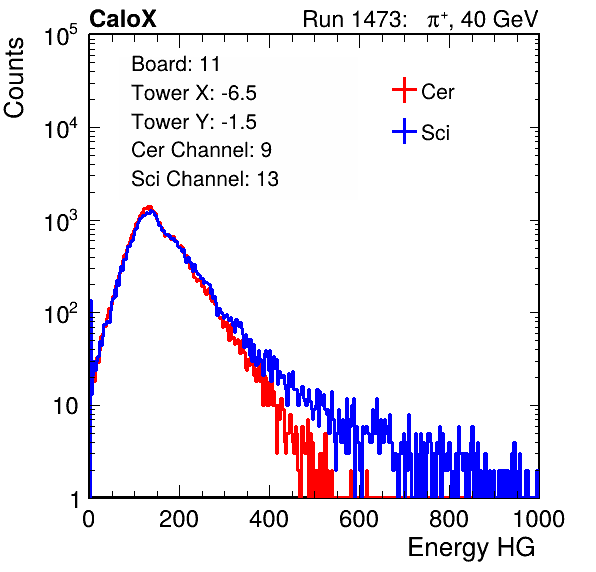 CaloX Run 1473: π⁺, 40 GeV
Counts
Board: 11
Tower X: -6.5
Tower Y: -1.5
Cer Channel: 9
Sci Channel: 13
Cer
Sci
10⁵
10⁴
10³
10²
10
1
0 200 400 600 800 1000
Energy HG